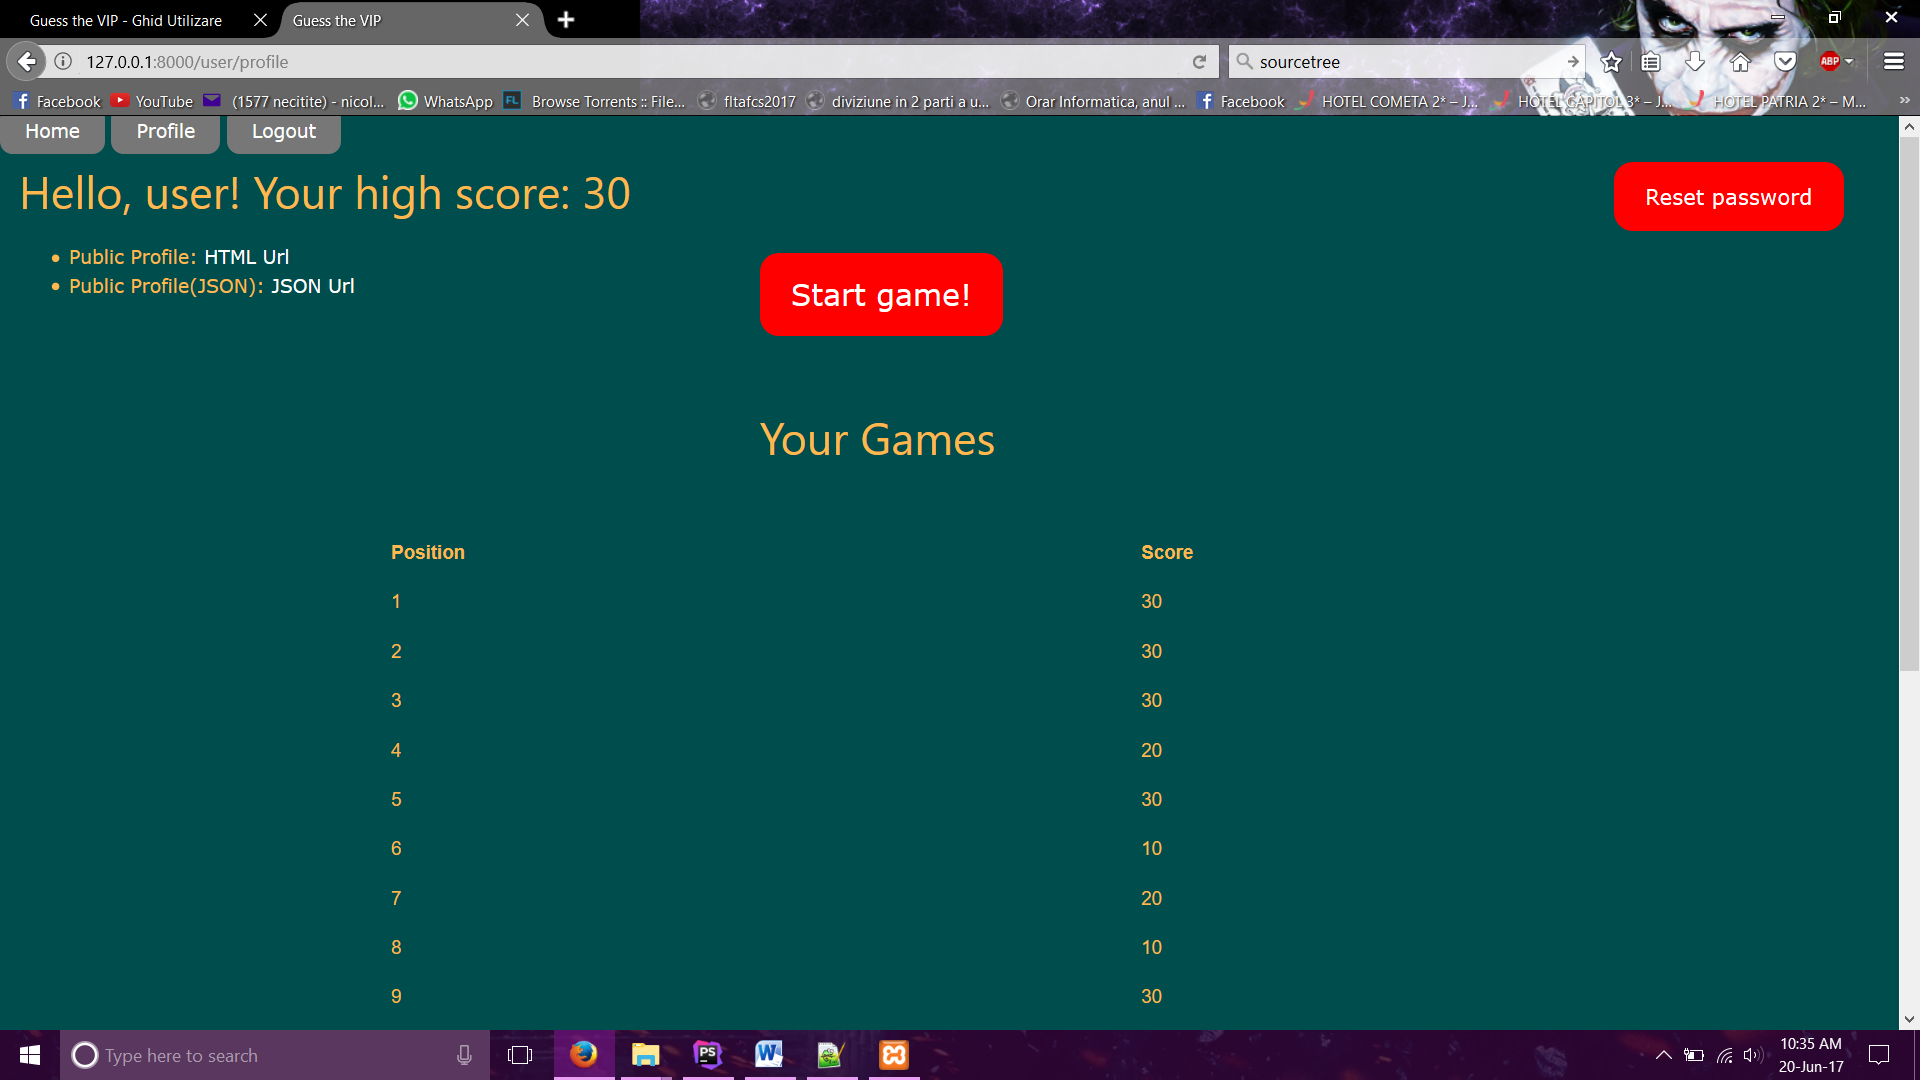 Guess the VIP - Ghid Utilizare
Guess the VIP
127.0.0.1:8000/user/profile
sourcetree
ABP
Facebook
YouTube
(1577 necitite) - nicol...
WhatsApp
FL
Browse Torrents :: File...
fltafcs2017
diviziune in 2 parti a u...
Orar Informatica, anul ...
Facebook
HOTEL COMETA 2* – J...
HOTEL CAPITOL 3* – J...
HOTEL PATRIA 2* – M...
Home
Profile
Logout
Hello, user! Your high score: 30
Reset password
Public Profile: HTML Url
Public Profile(JSON): JSON Url
Start game!
Your Games
Position Score
1 30
2 30
3 30
4 20
5 30
6 10
7 20
8 10
9 30
Type here to search
PS
10:35 AM
20-Jun-17